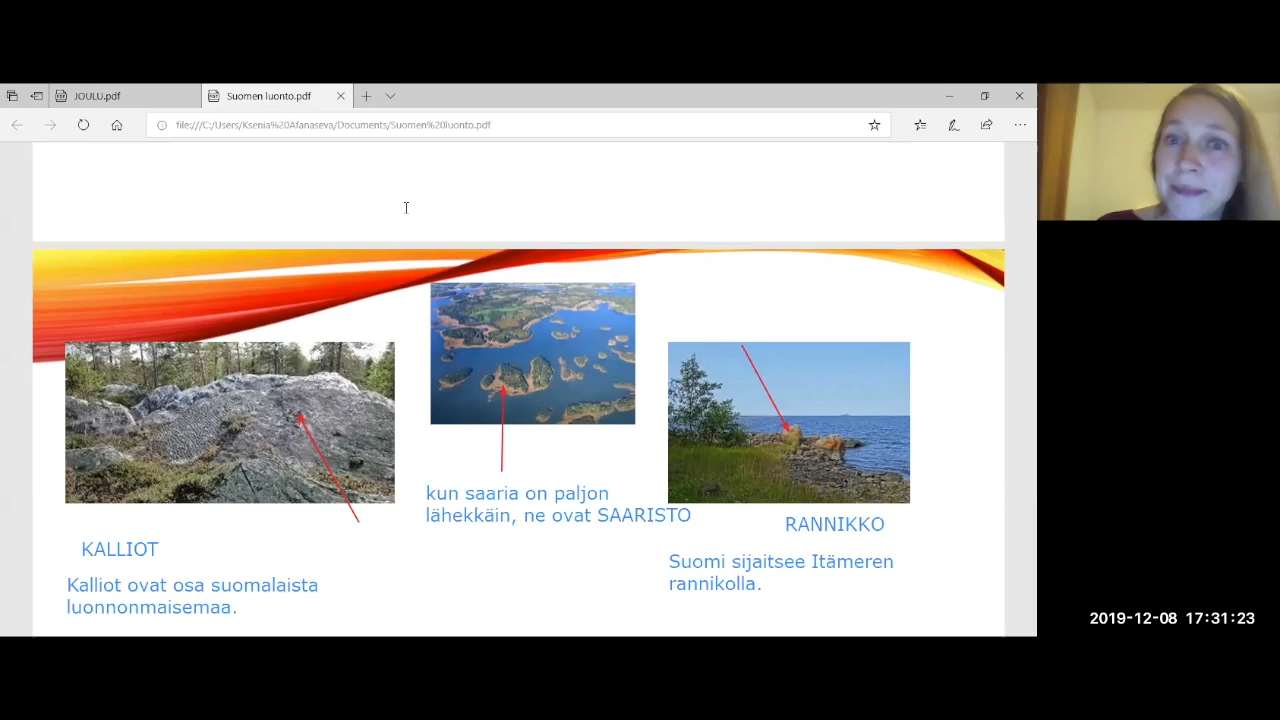 JOULU.pdf
Suomen luonto.pdf
file:///C:/Users/Ksenia%20Afanaseva/Documents/Suomen%20luonto.pdf
kun saaria on paljon
lähekkäin, ne ovat SAARISTO
RANNIKKO
KALLIOT
Suomi sijaitsee Itämeren
rannikolla.
Kalliot ovat osa suomalaista
luonnonmaisemaa.
2019-12-08 17:31:23